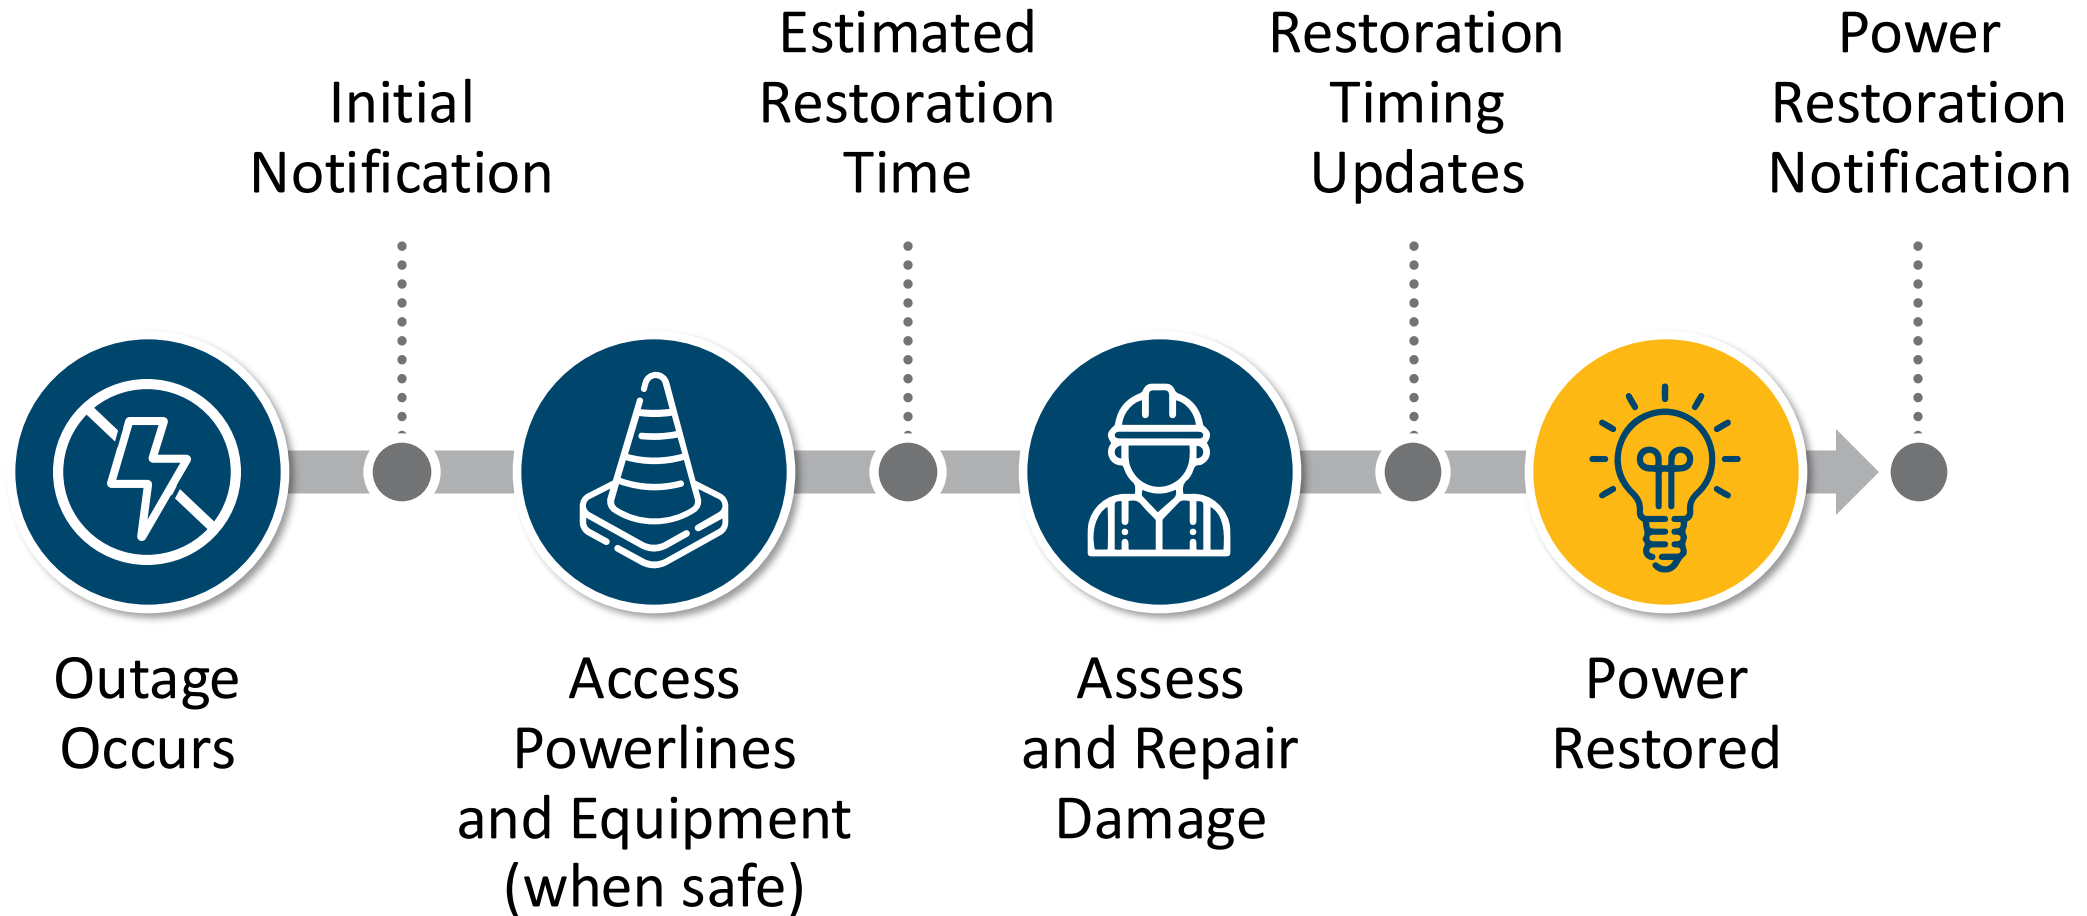 Initial
Notification
Estimated
Restoration
Time
Restoration
Timing
Updates
Power
Restoration
Notification
Outage
Occurs
Access
Powerlines
and Equipment
(when safe)
Assess
and Repair
Damage
Power
Restored